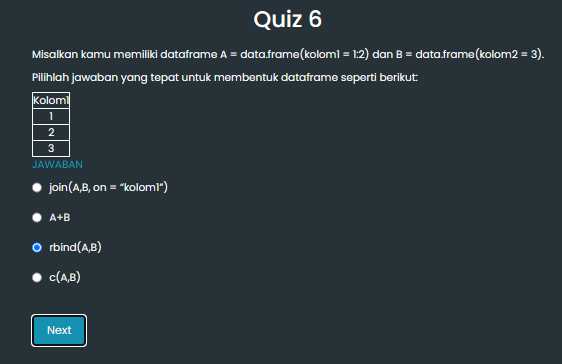 Quiz 6
Misalkan kamu memiliki dataframe A = data.frame(kolom1 = 1:2) dan B = data.frame(kolom2 = 3).
Pilihlah jawaban yang tepat untuk membentuk dataframe seperti berikut:
Kolom1
1
2
3
JAWABAN
join(A,B, on = “kolom1”)
A+B
rbind(A,B)
c(A,B)
Next